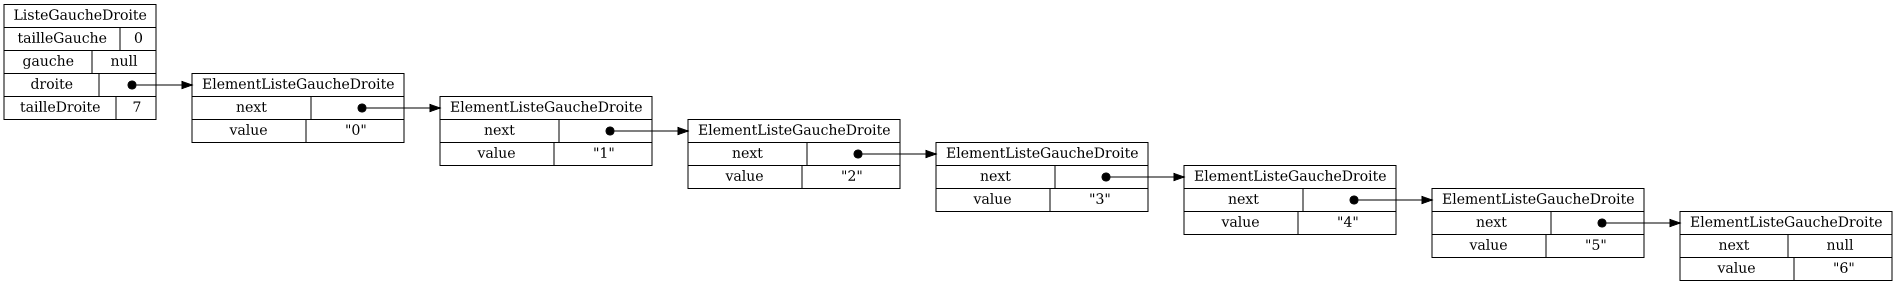 ListeGaucheDroite
tailleGauche 0
gauche null
droite
tailleDroite 7
ElementListeGaucheDroite
next
value "0"
ElementListeGaucheDroite
next
value "1"
ElementListeGaucheDroite
next
value "2"
ElementListeGaucheDroite
next
value "3"
ElementListeGaucheDroite
next
value "4"
ElementListeGaucheDroite
next
value "5"
ElementListeGaucheDroite
next null
value "6"